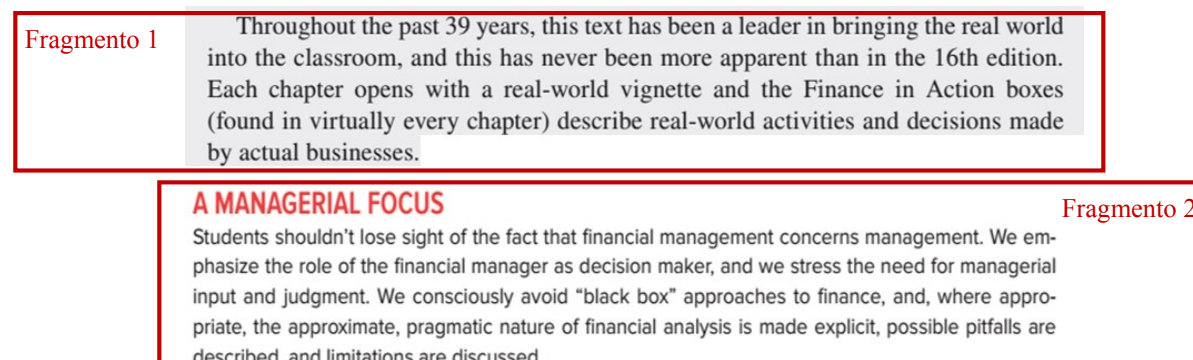 Fragmento 1
Throughout the past 39 years, this text has been a leader in bringing the real world
into the classroom, and this has never been more apparent than in the 16th edition.
Each chapter opens with a real-world vignette and the Finance in Action boxes
(found in virtually every chapter) describe real-world activities and decisions made
by actual businesses.
A MANAGERIAL FOCUS
Fragmento 2
Students shouldn't lose sight of the fact that financial management concerns management. We em-
phasize the role of the financial manager as decision maker, and we stress the need for managerial
input and judgment. We consciously avoid “black box” approaches to finance, and, where appro-
priate, the approximate, pragmatic nature of financial analysis is made explicit, possible pitfalls are
described, and limitations are discussed.